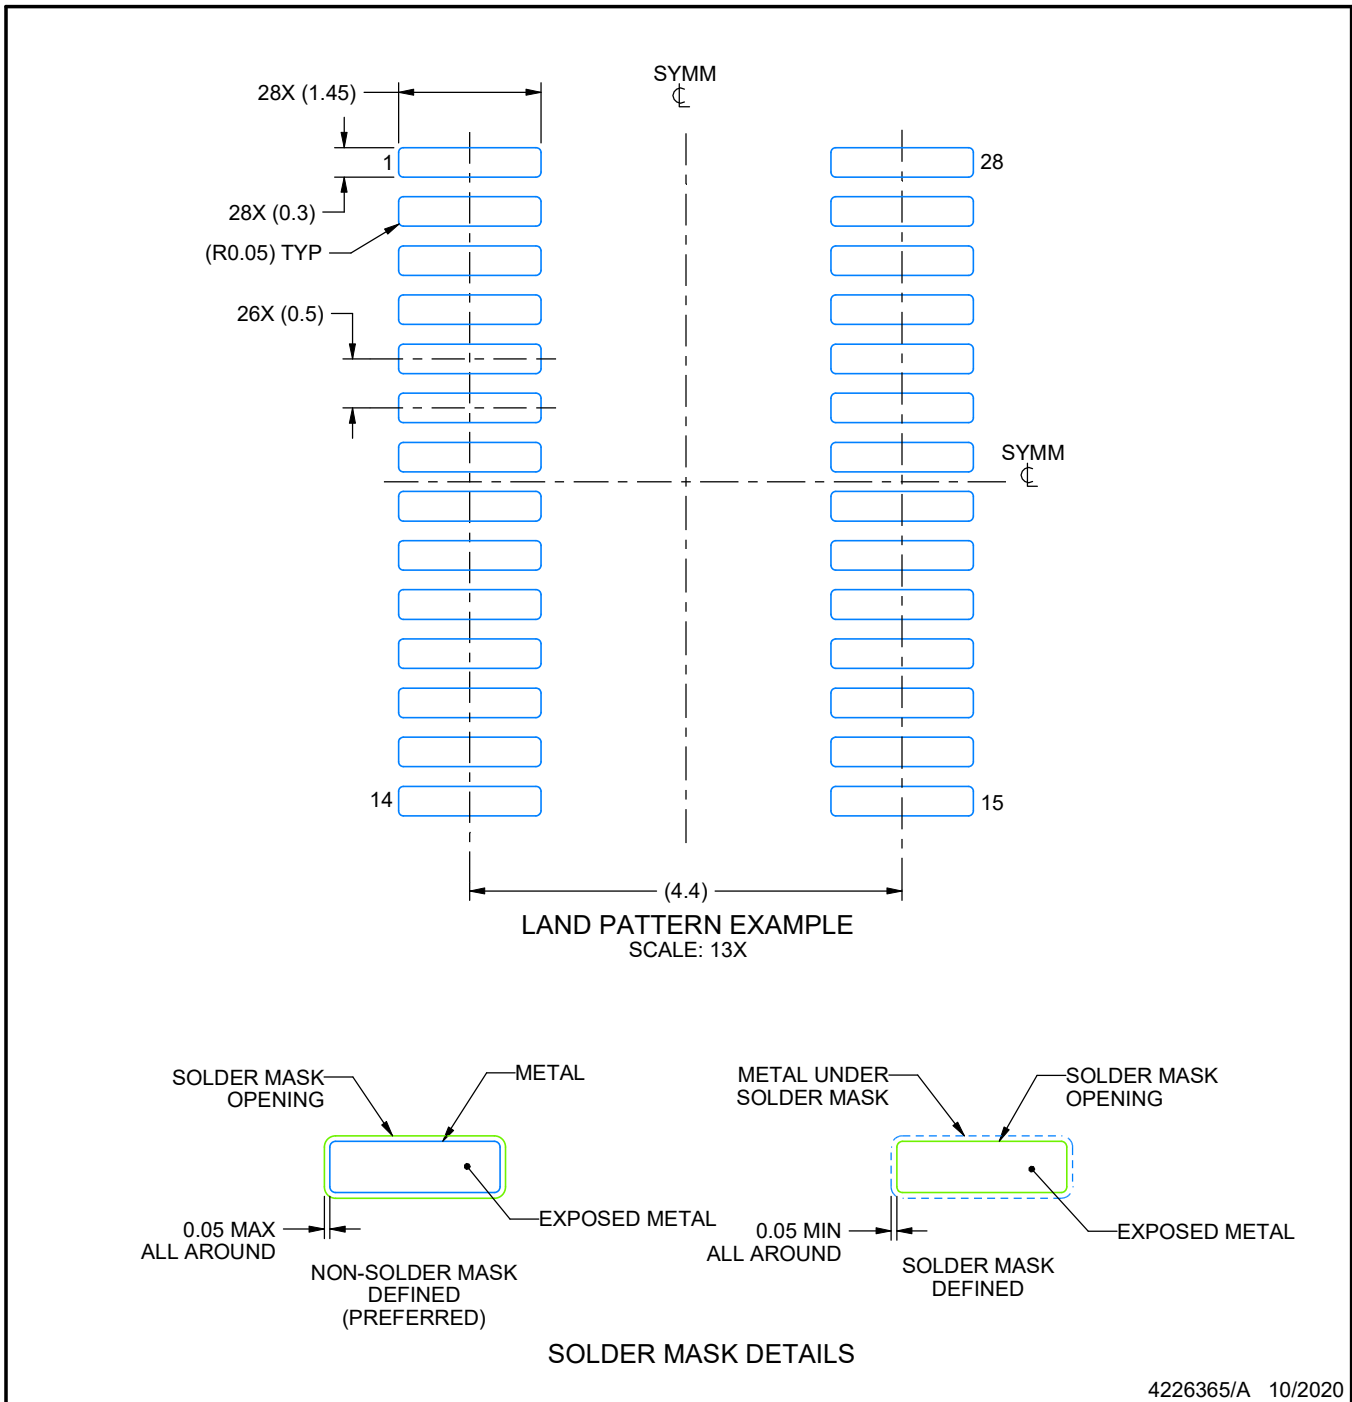 SYMM
28X (1.45)
1
28
28X (0.3)
(R0.05) TYP
26X (0.5)
SYMM
14
15
(4.4)
LAND PATTERN EXAMPLE
SCALE: 13X
SOLDER MASK
OPENING
METAL
EXPOSED METAL
0.05 MAX
ALL AROUND
NON-SOLDER MASK
DEFINED
(PREFERRED)
METAL UNDER
SOLDER MASK
SOLDER MASK
OPENING
EXPOSED METAL
0.05 MIN
ALL AROUND
SOLDER MASK
DEFINED
SOLDER MASK DETAILS
4226365/A 10/2020